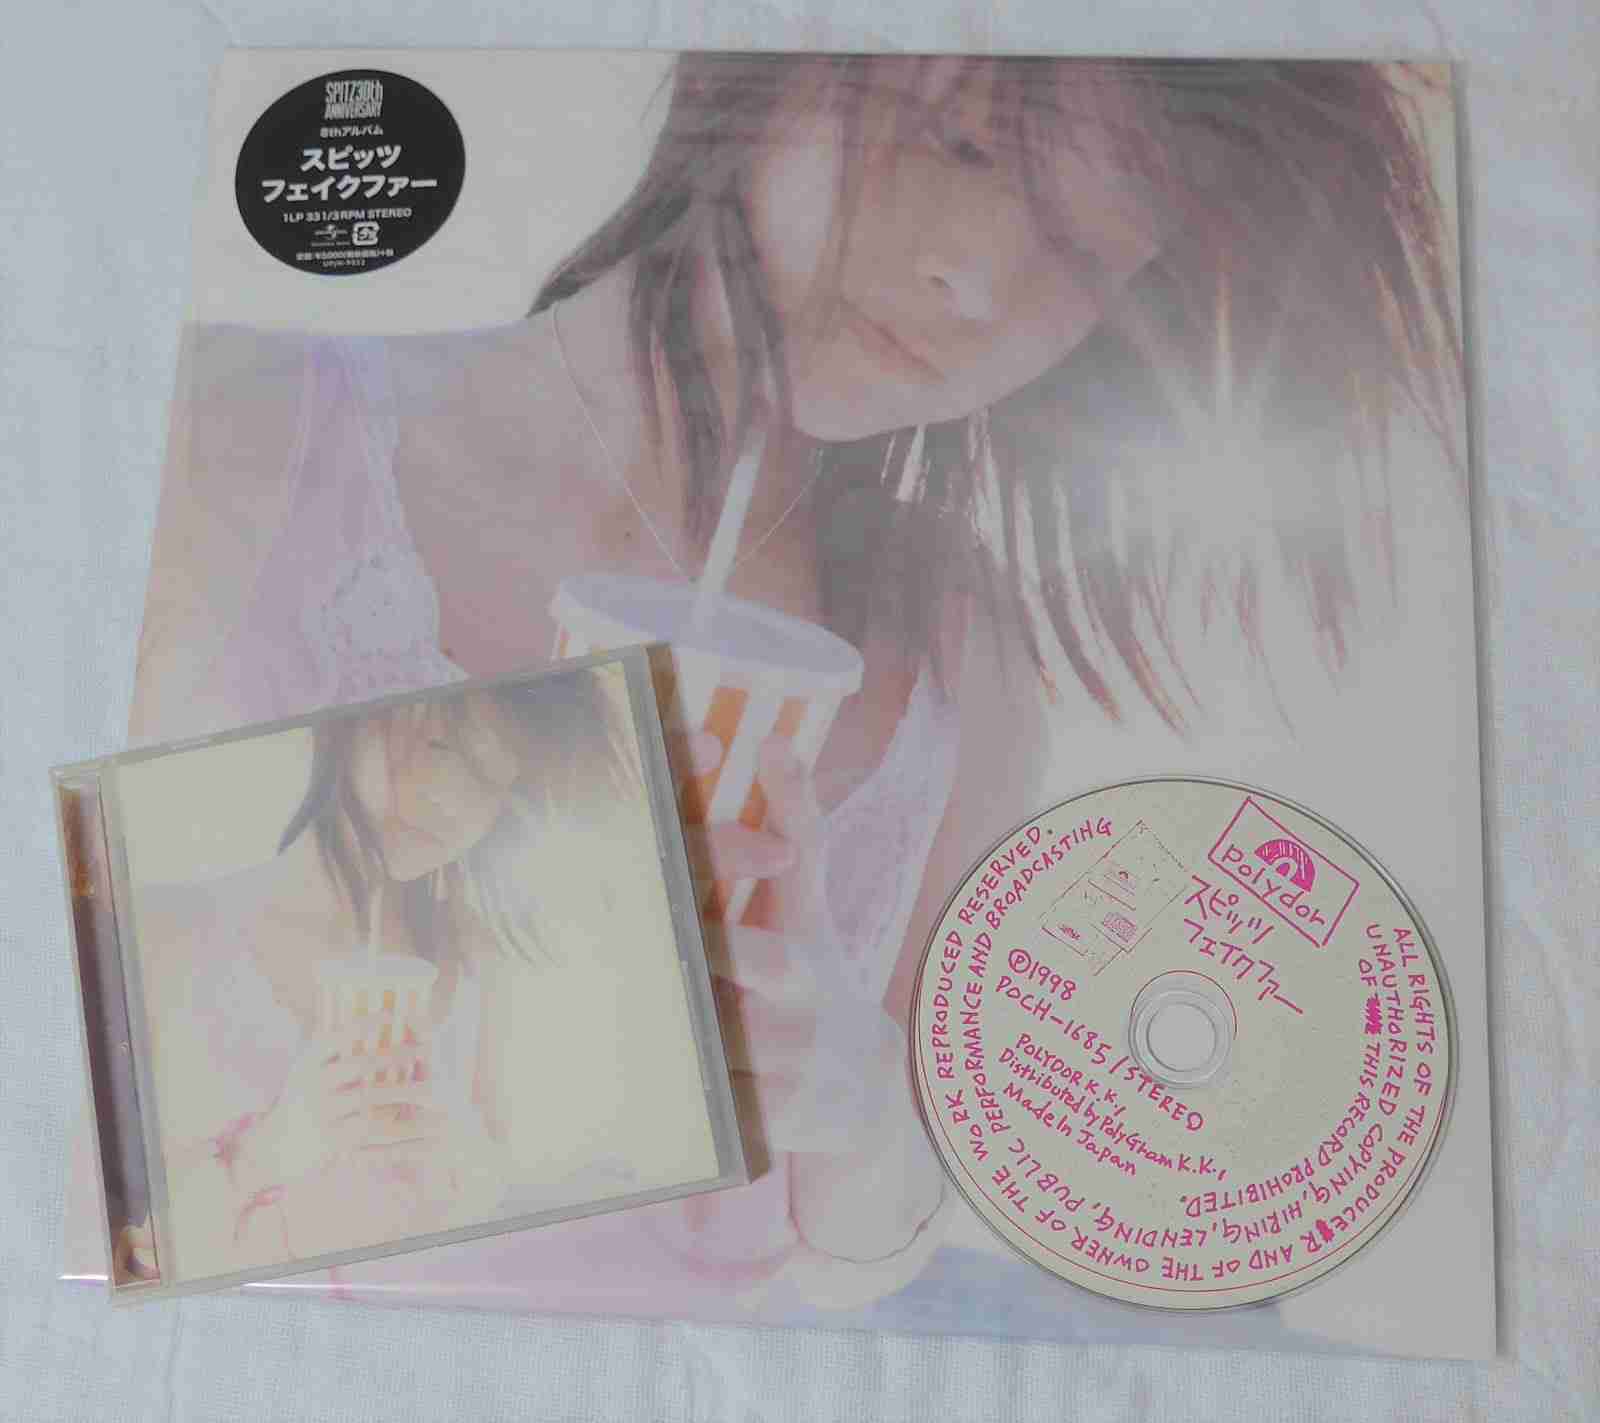 SPITZ30th
ANNIVERSARY
8thアルバム
スピッツ
フェイクファー
1LP 33 1/3 RPM STEREO
polydor
スピッツ
フェイクファー
Ⓟ1998
POCH-1685/STEREO
POLYDOR K.K.,
Distributed by PolyGram K.K.,
Made In Japan
ALL RIGHTS OF THE PRODUCER AND OF THE OWNER OF THE WORK REPRODUCED RESERVED.
UNAUTHORIZED COPYING, HIRING, LENDING, PUBLIC PERFORMANCE AND BROADCASTING
OF THIS RECORD PROHIBITED.